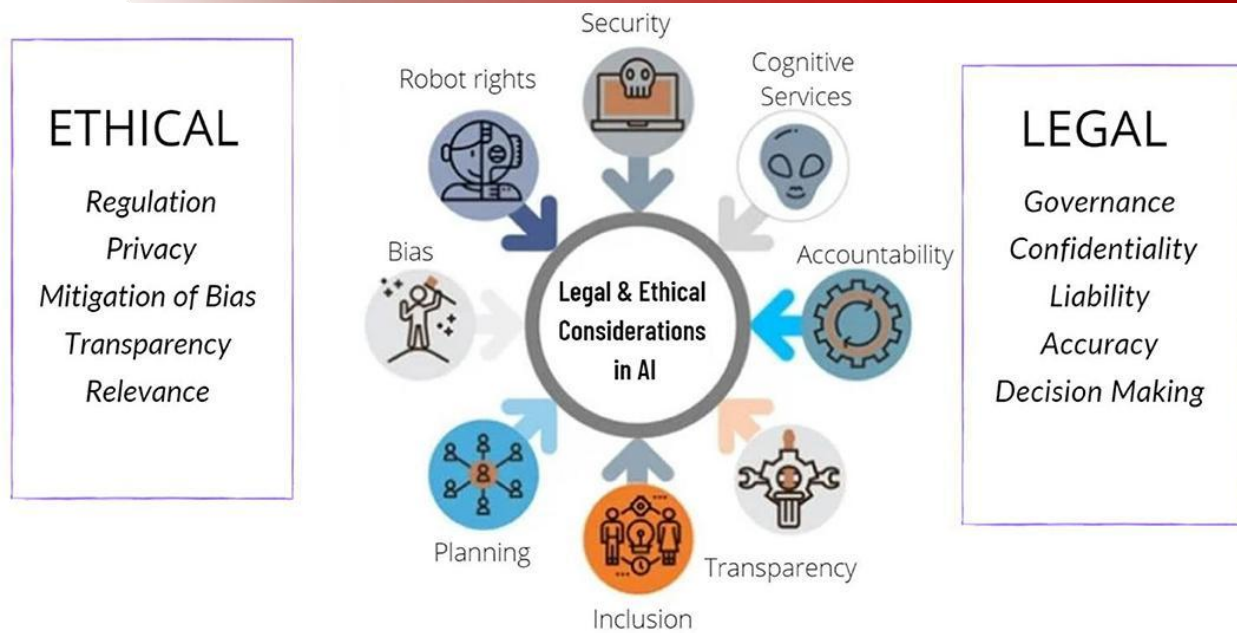 ETHICAL
Regulation
Privacy
Mitigation of Bias
Transparency
Relevance
Security
Robot rights
Cognitive
Services
Bias
Accountability
Legal & Ethical
Considerations
in AI
Planning
Transparency
Inclusion
LEGAL
Governance
Confidentiality
Liability
Accuracy
Decision Making